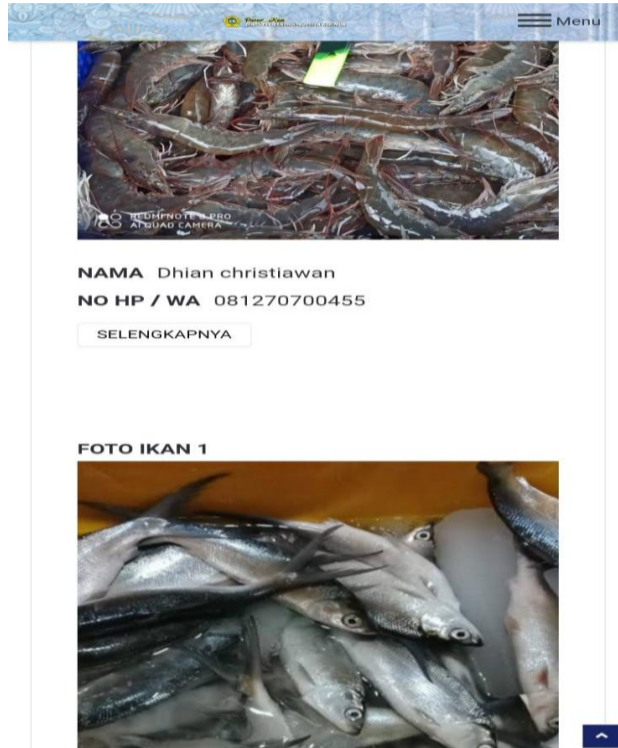 Menu
REDMI NOTE 8 PRO
AI QUAD CAMERA
NAMA Dhian christiawan
NO HP / WA 081270700455
SELENGKAPNYA
FOTO IKAN 1